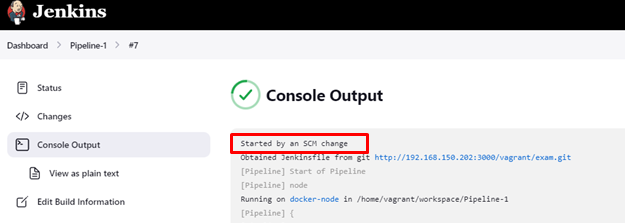 Jenkins
Dashboard > Pipeline-1 > #7
Status
Changes
Console Output
View as plain text
Edit Build Information
Console Output
Started by an SCM change
Obtained Jenkinsfile from git http://192.168.150.202:3000/vagrant/exam.git
[Pipeline] Start of Pipeline
[Pipeline] node
Running on docker-node in /home/vagrant/workspace/Pipeline-1
[Pipeline] {